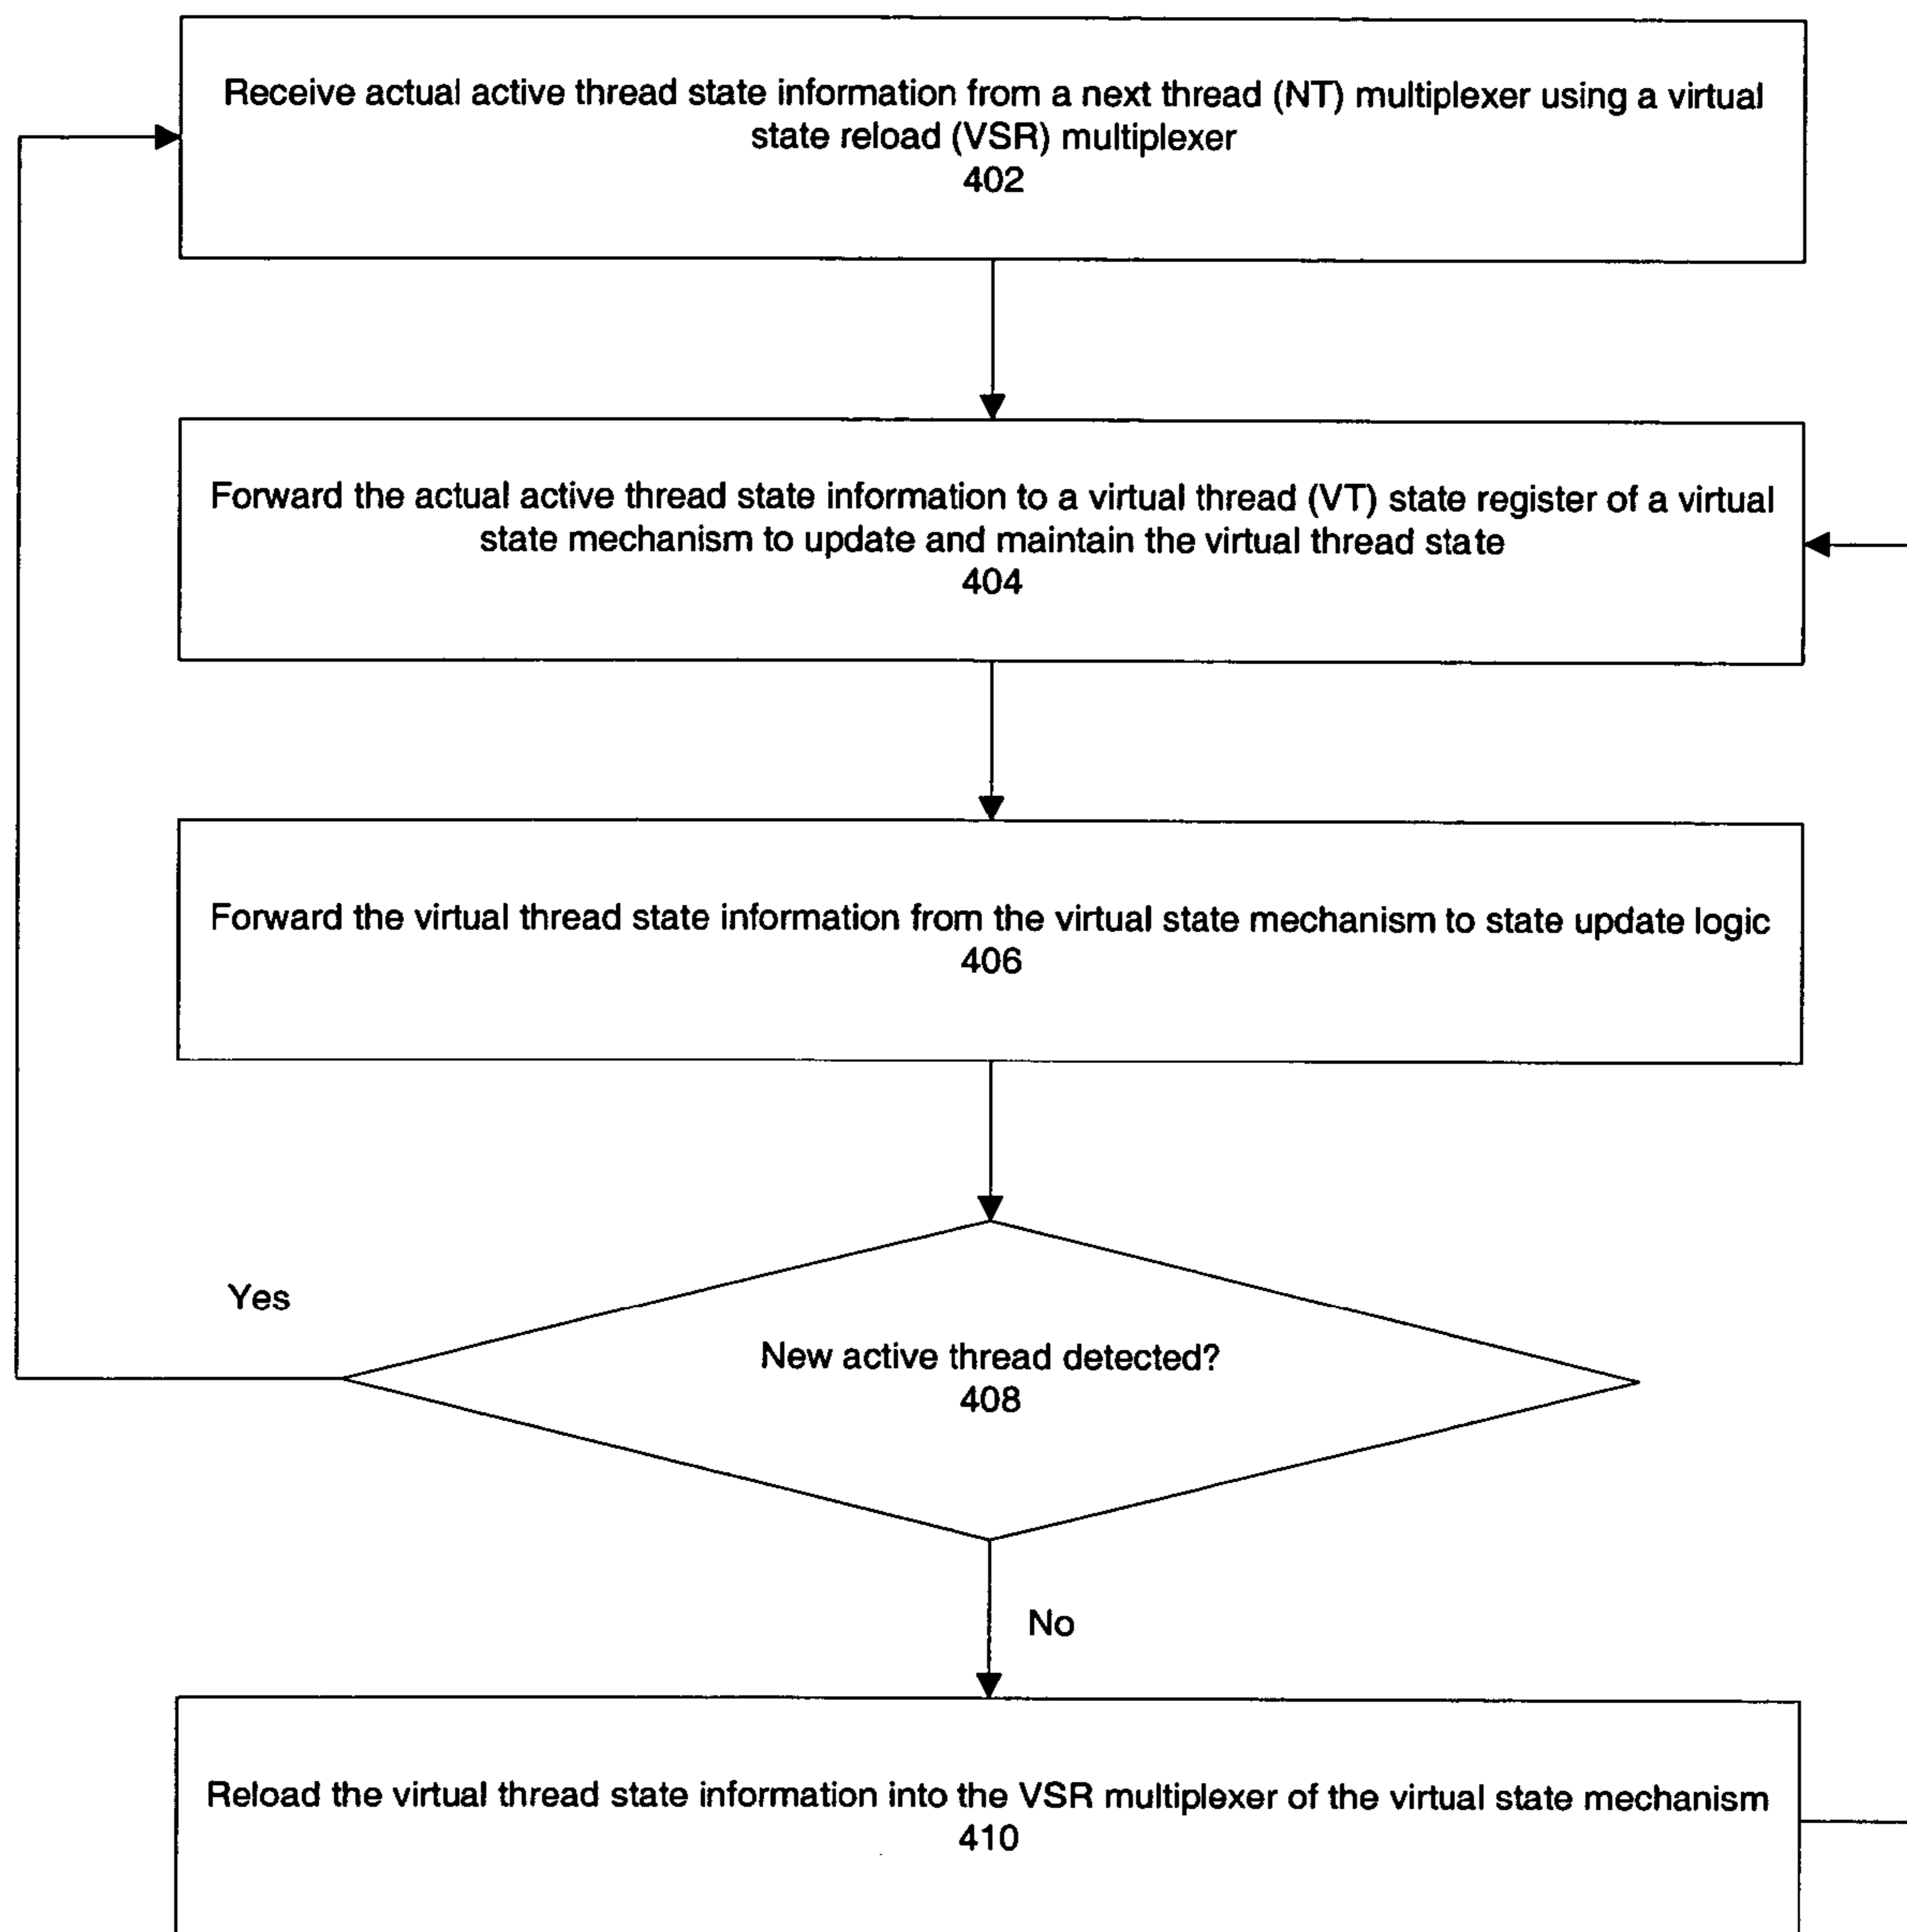 Receive actual active thread state information from a next thread (NT) multiplexer using a virtual
state reload (VSR) multiplexer
402
Forward the actual active thread state information to a virtual thread (VT) state register of a virtual
state mechanism to update and maintain the virtual thread state
404
Forward the virtual thread state information from the virtual state mechanism to state update logic
406
Yes
New active thread detected?
408
No
Reload the virtual thread state information into the VSR multiplexer of the virtual state mechanism
410